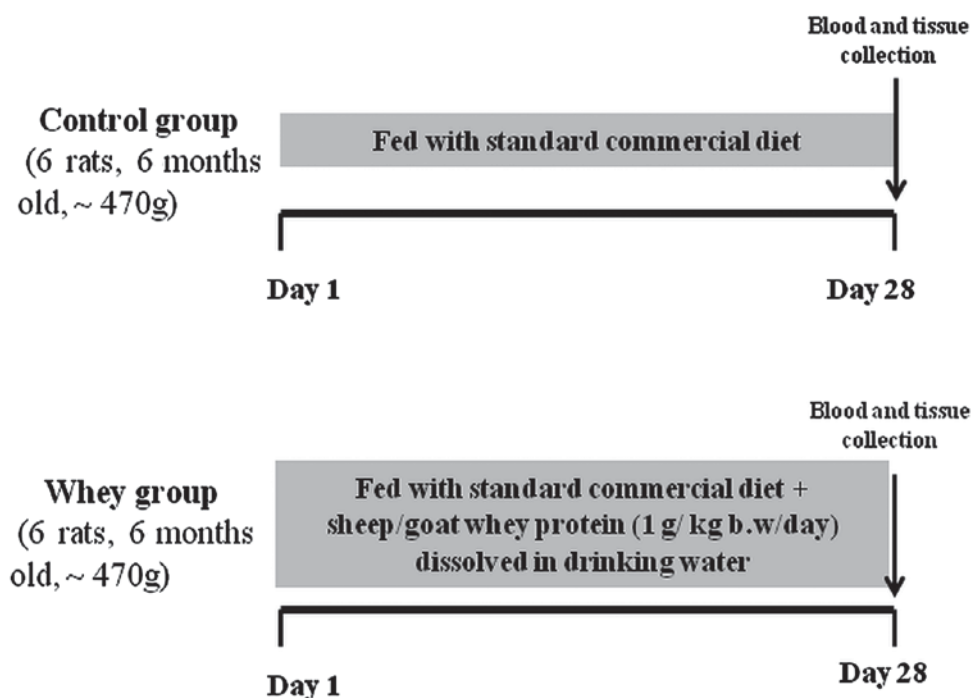 Blood and tissue
collection
Control group
(6 rats, 6 months
old, ~ 470g)
Fed with standard commercial diet
Day 1
Day 28
Blood and tissue
collection
Whey group
(6 rats, 6 months
old, ~ 470g)
Fed with standard commercial diet +
sheep/goat whey protein (1 g/ kg b.w/day)
dissolved in drinking water
Day 1
Day 28